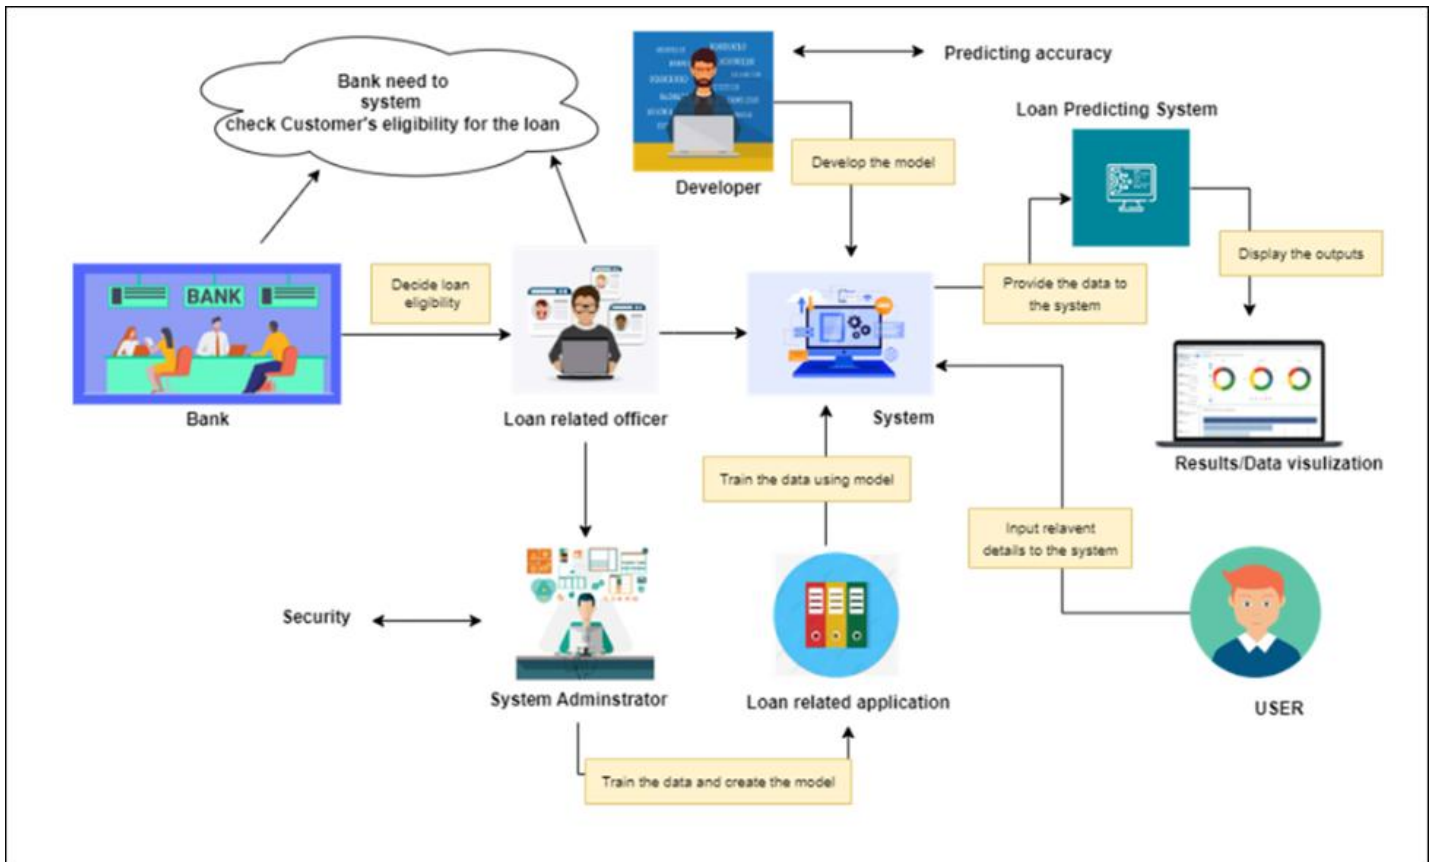 Bank need to
system
check Customer's eligibility for the loan
Predicting accuracy
Developer
Develop the model
Loan Predicting System
Provide the data to
the system
Display the outputs
BANK
Bank
Decide loan
eligibility
Loan related officer
System
Results/Data visulization
Train the data using model
Input relavent
details to the system
Security
System Adminstrator
Loan related application
USER
Train the data and create the model